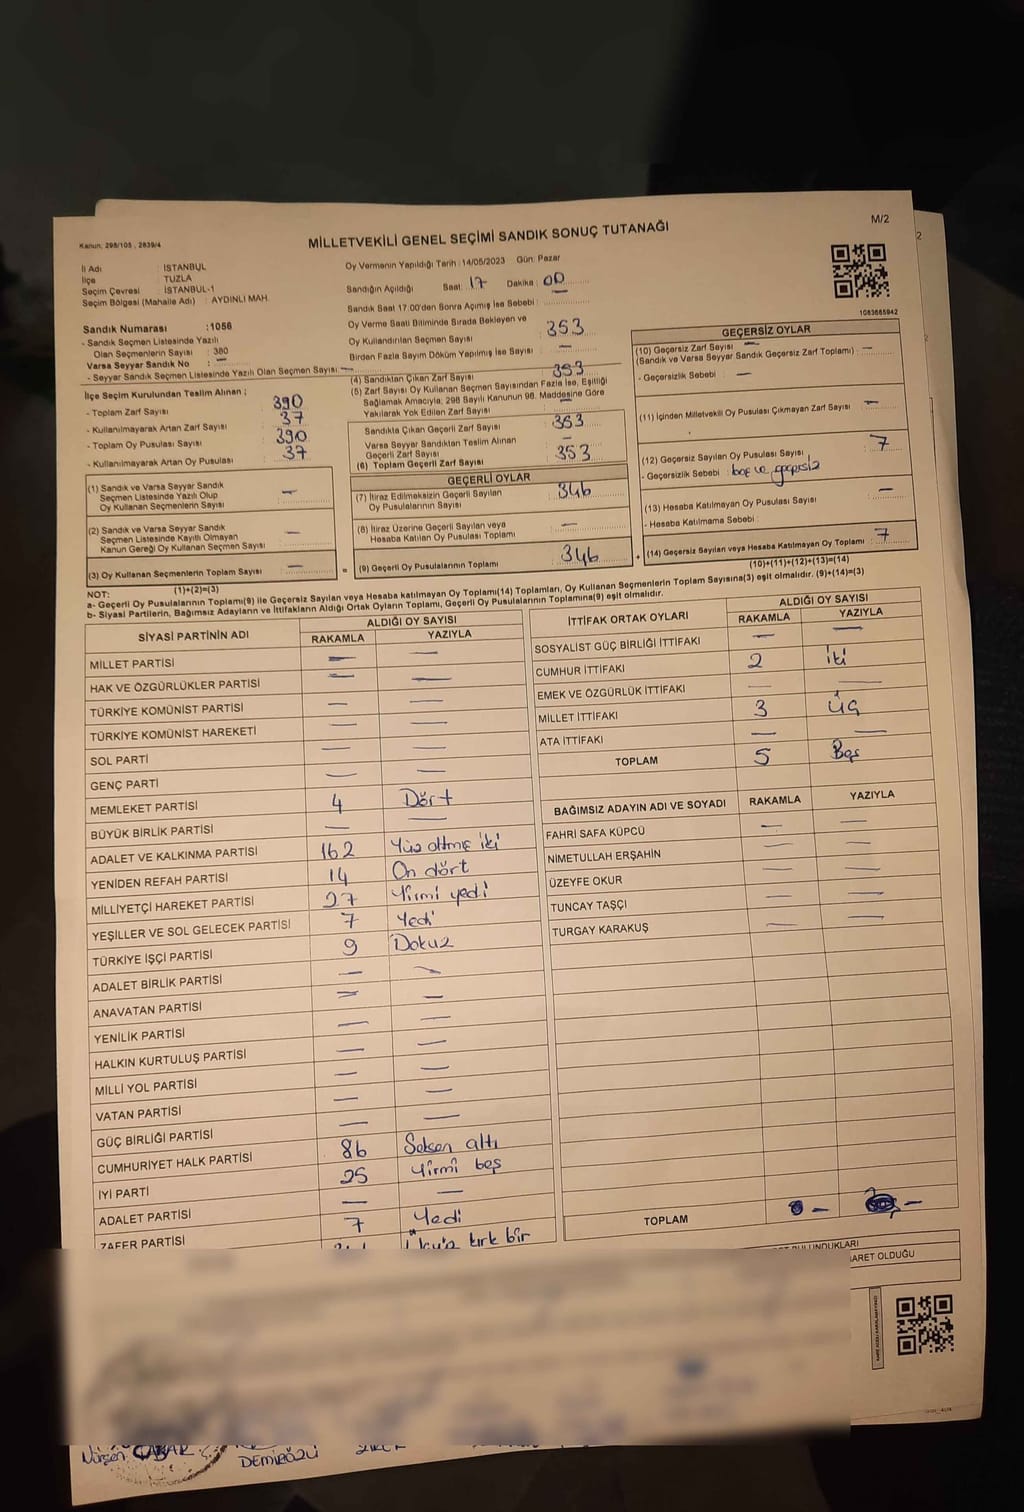 M/2
Kanun: 298/105 , 2839/4
MİLLETVEKİLİ GENEL SEÇİMİ SANDIK SONUÇ TUTANAĞI
İl Adı : İSTANBUL
İlçe : TUZLA
Seçim Çevresi : İSTANBUL-1
Seçim Bölgesi (Mahalle Adı) : AYDINLI MAH.
Oy Vermenin Yapıldığı Tarih : 14/05/2023 Gün: Pazar
Sandığın Açıldığı Saat: 17 Dakika: 00
Sandık Saat 17.00'den Sonra Açımış İse Sebebi : —
Oy Verme Saati Bitiminde Sırada Bekleyen ve
Oy Kullandırılan Seçmen Sayısı : 353
Birden Fazla Sayım Döküm Yapılmış İse Sayısı : —
1083665942
Sandık Numarası : 1056
- Sandık Seçmen Listesinde Yazılı
Olan Seçmenlerin Sayısı : 380
Varsa Seyyar Sandık No : —
- Seyyar Sandık Seçmen Listesinde Yazılı Olan Seçmen Sayısı: —
İlçe Seçim Kurulundan Teslim Alınan ;
- Toplam Zarf Sayısı : 390
- Kullanılmayarak Artan Zarf Sayısı : 37
- Toplam Oy Pusulası Sayısı : 390
- Kullanılmayarak Artan Oy Pusulası : 37
(4) Sandıktan Çıkan Zarf Sayısı : 353
(5) Zarf Sayısı Oy Kullanan Seçmen Sayısından Fazla İse, Eşitliği
Sağlamak Amacıyla, 298 Sayılı Kanunun 98. Maddesine Göre
Yakılarak Yok Edilen Zarf Sayısı : —
Sandıkta Çıkan Geçerli Zarf Sayısı : 353
Varsa Seyyar Sandıktan Teslim Alınan
Geçerli Zarf Sayısı : —
(6) Toplam Geçerli Zarf Sayısı : 353
GEÇERSİZ OYLAR
(10) Geçersiz Zarf Sayısı —
(Sandık ve Varsa Seyyar Sandık Geçersiz Zarf Toplamı) : —
- Geçersizlik Sebebi : —
(11) İçinden Milletvekili Oy Pusulası Çıkmayan Zarf Sayısı : —
(12) Geçersiz Sayılan Oy Pusulası Sayısı : 7
- Geçersizlik Sebebi : boş ve geçersiz
(13) Hesaba Katılmayan Oy Pusulası Sayısı : —
- Hesaba Katılmama Sebebi :
(14) Geçersiz Sayılan veya Hesaba Katılmayan Oy Toplamı : 7
(10)+(11)+(12)+(13)=(14)
(1) Sandık ve Varsa Seyyar Sandık
Seçmen Listesinde Yazılı Olup
Oy Kullanan Seçmen Sayısı : —
(2) Sandık ve Varsa Seyyar Sandık
Seçmen Listesinde Kayıtlı Olmayan
Kanun Gereği Oy Kullanan Seçmen Sayısı : —
(3) Oy Kullanan Seçmenlerin Toplam Sayısı : —
(1)+(2)=(3)
GEÇERLİ OYLAR
(7) İtiraz Edilmeksizin Geçerli Sayılan
Oy Pusulalarının Sayısı : 346
(8) İtiraz Üzerine Geçerli Sayılan veya
Hesaba Katılan Oy Pusulası Toplamı : —
= (9) Geçerli Oy Pusulalarının Toplamı : 346 +
NOT:
a- Geçerli Oy Pusulalarının Toplamı(9) ile Geçersiz Sayılan veya Hesaba katılmayan Oy Toplamı(14) Toplamları, Oy Kullanan Seçmenlerin Toplam Sayısına(3) eşit olmalıdır. (9)+(14)=(3)
b- Siyasi Partilerin, Bağımsız Adayların ve İttifakların Aldığı Ortak Oyların Toplamı, Geçerli Oy Pusulalarının Toplamına(9) eşit olmalıdır.
SİYASİ PARTİNİN ADI ALDIĞI OY SAYISI
RAKAMLA YAZIYLA
MİLLET PARTİSİ — —
HAK VE ÖZGÜRLÜKLER PARTİSİ — —
TÜRKİYE KOMÜNİST PARTİSİ — —
TÜRKİYE KOMÜNİST HAREKETİ — —
SOL PARTİ — —
GENÇ PARTİ — —
MEMLEKET PARTİSİ 4 Dört
BÜYÜK BİRLİK PARTİSİ — —
ADALET VE KALKINMA PARTİSİ 162 Yüz altmış iki
YENİDEN REFAH PARTİSİ 14 On dört
MİLLİYETÇİ HAREKET PARTİSİ 27 Yirmi yedi
YEŞİLLER VE SOL GELECEK PARTİSİ 7 Yedi
TÜRKİYE İŞÇİ PARTİSİ 9 Dokuz
ADALET BİRLİK PARTİSİ — —
ANAVATAN PARTİSİ — —
YENİLİK PARTİSİ — —
HALKIN KURTULUŞ PARTİSİ — —
MİLLİ YOL PARTİSİ — —
VATAN PARTİSİ — —
GÜÇ BİRLİĞİ PARTİSİ — —
CUMHURİYET HALK PARTİSİ 86 Seksen altı
İYİ PARTİ 25 Yirmi beş
ADALET PARTİSİ — —
ZAFER PARTİSİ 7 Yedi
kırk bir
İTTİFAK ORTAK OYLARI ALDIĞI OY SAYISI
RAKAMLA YAZIYLA
SOSYALİST GÜÇ BİRLİĞİ İTTİFAKI — —
CUMHUR İTTİFAKI 2 iki
EMEK VE ÖZGÜRLÜK İTTİFAKI — —
MİLLET İTTİFAKI 3 üç
ATA İTTİFAKI — —
TOPLAM 5 Beş
BAĞIMSIZ ADAYIN ADI VE SOYADI RAKAMLA YAZIYLA
FAHRİ SAFA KÜPCÜ — —
NİMETULLAH ERŞAHİN — —
ÜZEYFE OKUR — —
TUNCAY TAŞÇI — —
TURGAY KARAKUŞ — —
TOPLAM — —
BULUNDUKLARI
ARET OLDUĞU
Nurşen
DEMİRÖZÜ